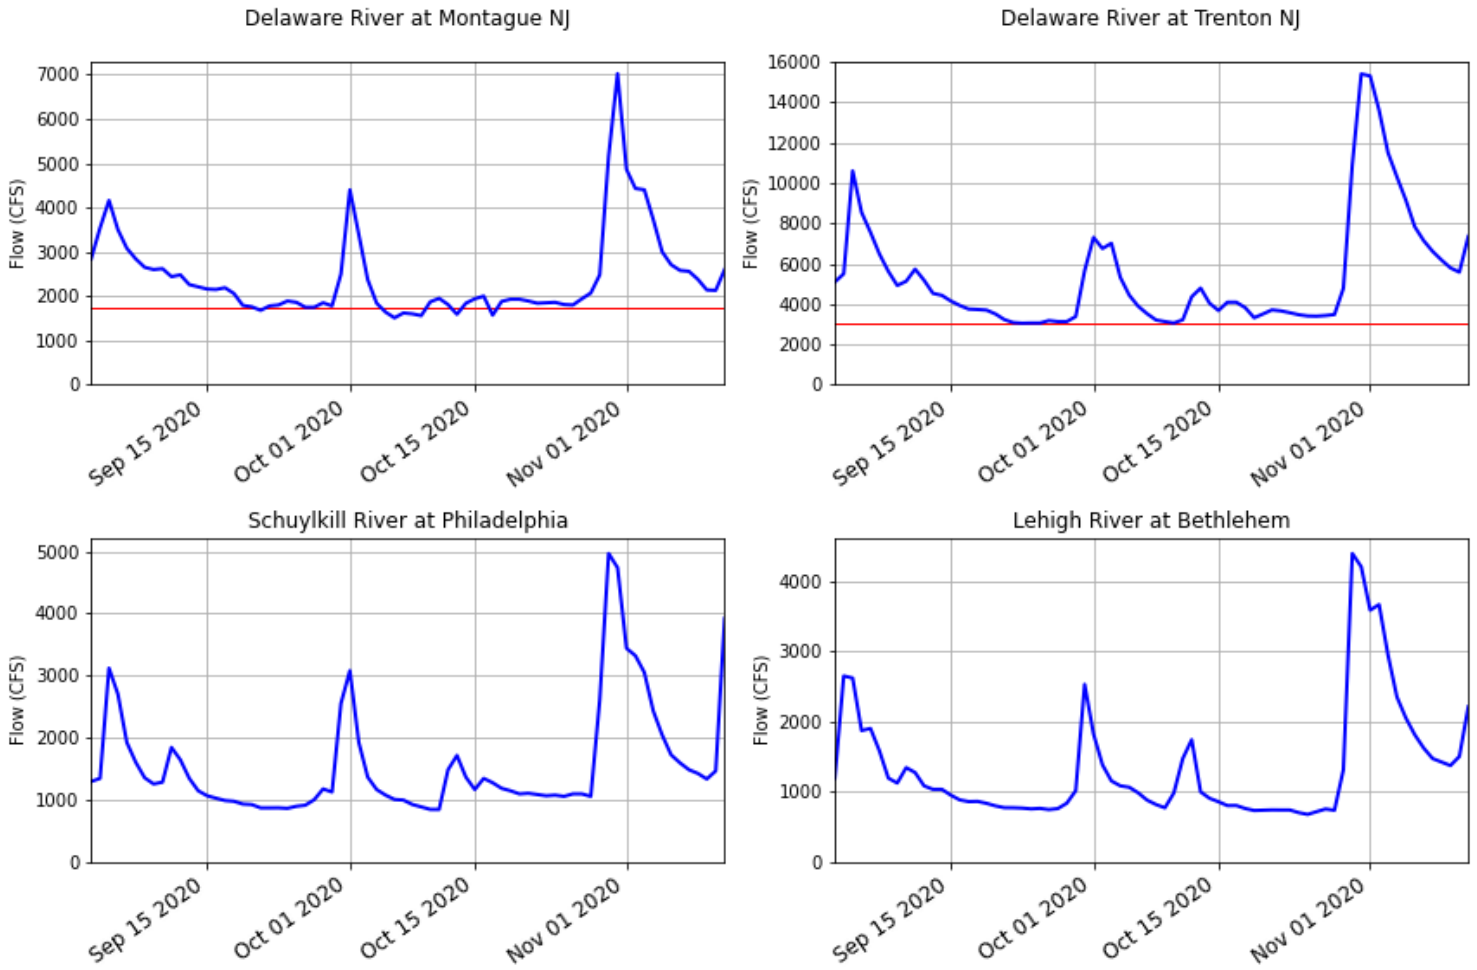 Delaware River at Montague NJ
Flow (CFS)
7000
6000
5000
4000
3000
2000
1000
0
Sep 15 2020
Oct 01 2020
Oct 15 2020
Nov 01 2020
Delaware River at Trenton NJ
Flow (CFS)
16000
14000
12000
10000
8000
6000
4000
2000
0
Sep 15 2020
Oct 01 2020
Oct 15 2020
Nov 01 2020
Schuylkill River at Philadelphia
Flow (CFS)
5000
4000
3000
2000
1000
0
Sep 15 2020
Oct 01 2020
Oct 15 2020
Nov 01 2020
Lehigh River at Bethlehem
Flow (CFS)
4000
3000
2000
1000
0
Sep 15 2020
Oct 01 2020
Oct 15 2020
Nov 01 2020